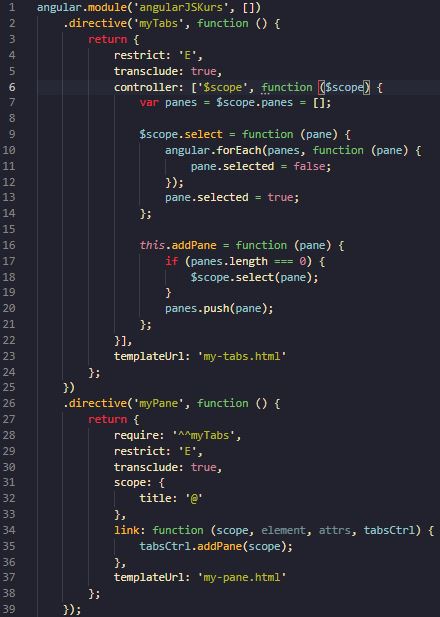 1 angular.module('angularJSKurs', [])
2     .directive('myTabs', function () {
3         return {
4             restrict: 'E',
5             transclude: true,
6             controller: ['$scope', function ($scope) {
7                 var panes = $scope.panes = [];
8
9                 $scope.select = function (pane) {
10                     angular.forEach(panes, function (pane) {
11                         pane.selected = false;
12                     });
13                     pane.selected = true;
14                 };
15
16                 this.addPane = function (pane) {
17                     if (panes.length === 0) {
18                         $scope.select(pane);
19                     }
20                     panes.push(pane);
21                 };
22             }],
23             templateUrl: 'my-tabs.html'
24         };
25     })
26     .directive('myPane', function () {
27         return {
28             require: '^^myTabs',
29             restrict: 'E',
30             transclude: true,
31             scope: {
32                 title: '@'
33             },
34             link: function (scope, element, attrs, tabsCtrl) {
35                 tabsCtrl.addPane(scope);
36             },
37             templateUrl: 'my-pane.html'
38         };
39     });